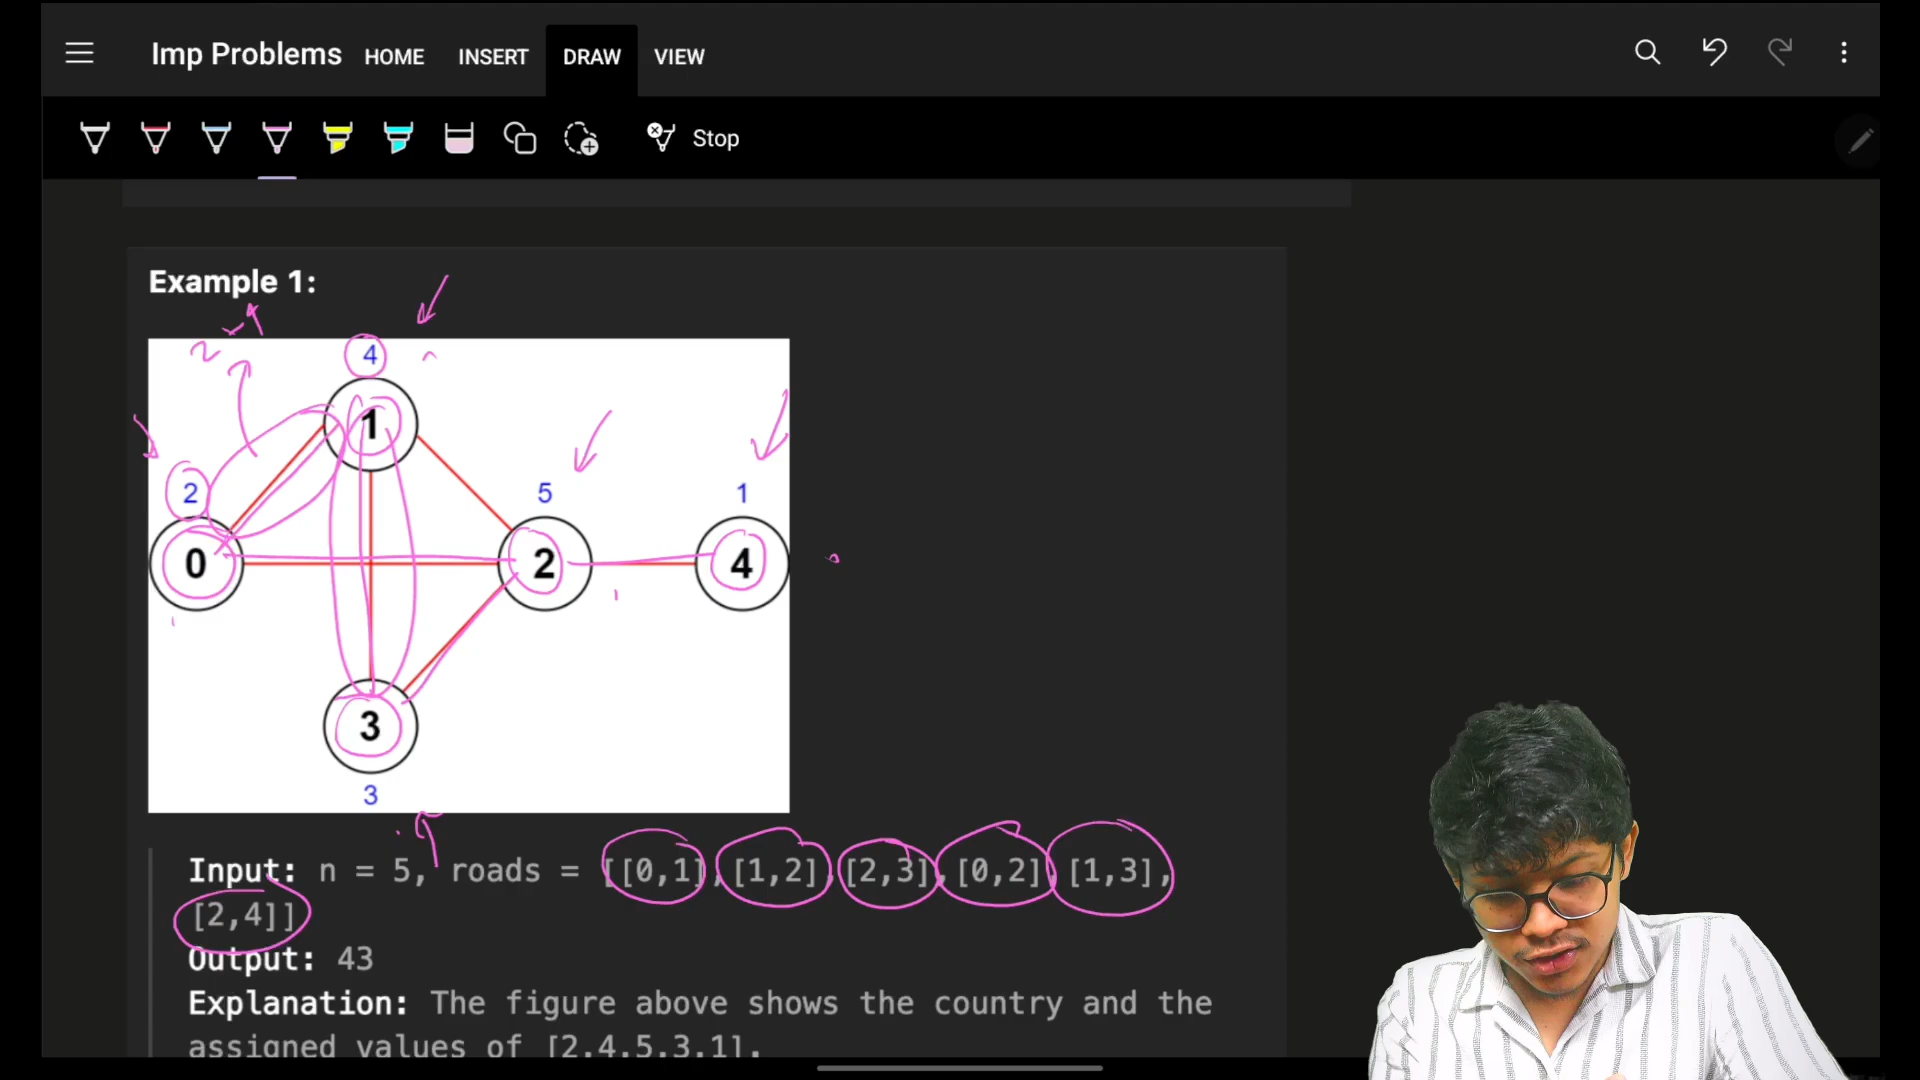 Imp Problems HOME INSERT DRAW VIEW
Stop
Example 1:
2 - 4
4
1
2
5
1
0
2
4
3
3
Input: n = 5, roads = [[0,1],[1,2],[2,3],[0,2],[1,3],
[2,4]]
Output: 43
Explanation: The figure above shows the country and the
assigned values of [2,4,5,3,1].